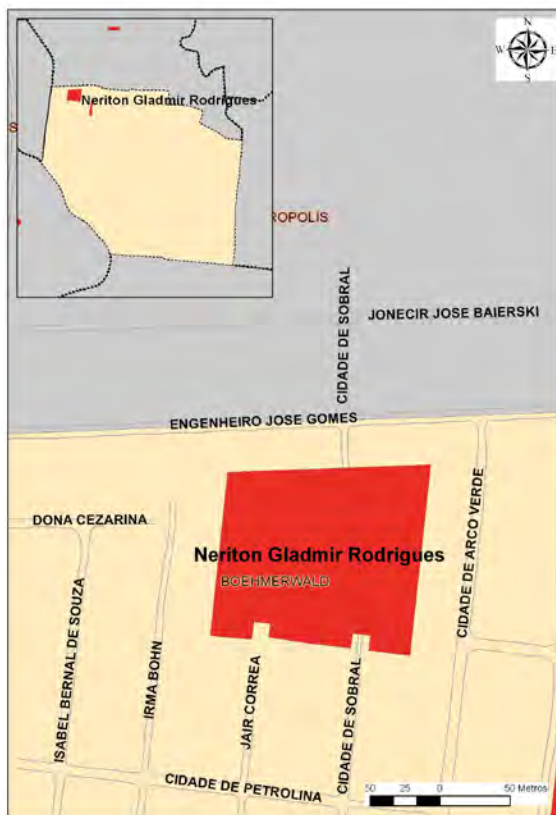 N
W E
S
Neriton Gladmir Rodrigues
S
ROPOLIS
CIDADE DE SOBRAL
JONECIR JOSE BAIERSKI
ENGENHEIRO JOSE GOMES
DONA CEZARINA
Neriton Gladmir Rodrigues
BOEHMERWALD
CIDADE DE ARCO VERDE
ISABEL BERNAL DE SOUZA
IRMA BOHN
JAIR CORREA
CIDADE DE SOBRAL
CIDADE DE PETROLINA
50 25 0 50 Metros